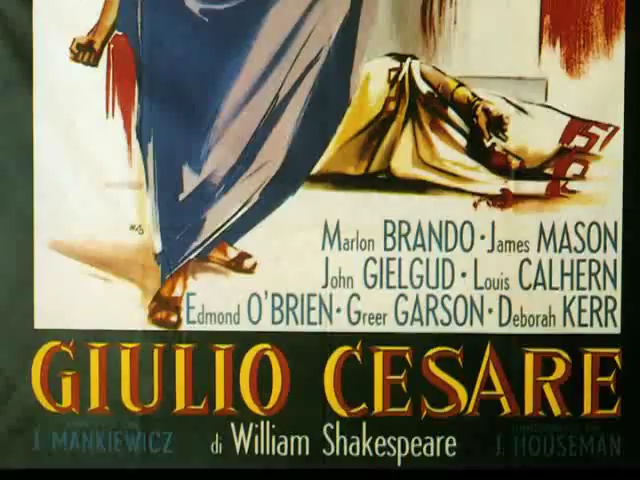 Marlon BRANDO · James MASON
John GIELGUD · Louis CALHERN
Edmond O'BRIEN · Greer GARSON · Deborah KERR
GIULIO CESARE
J. MANKIEWICZ di William Shakespeare J. HOUSEMAN